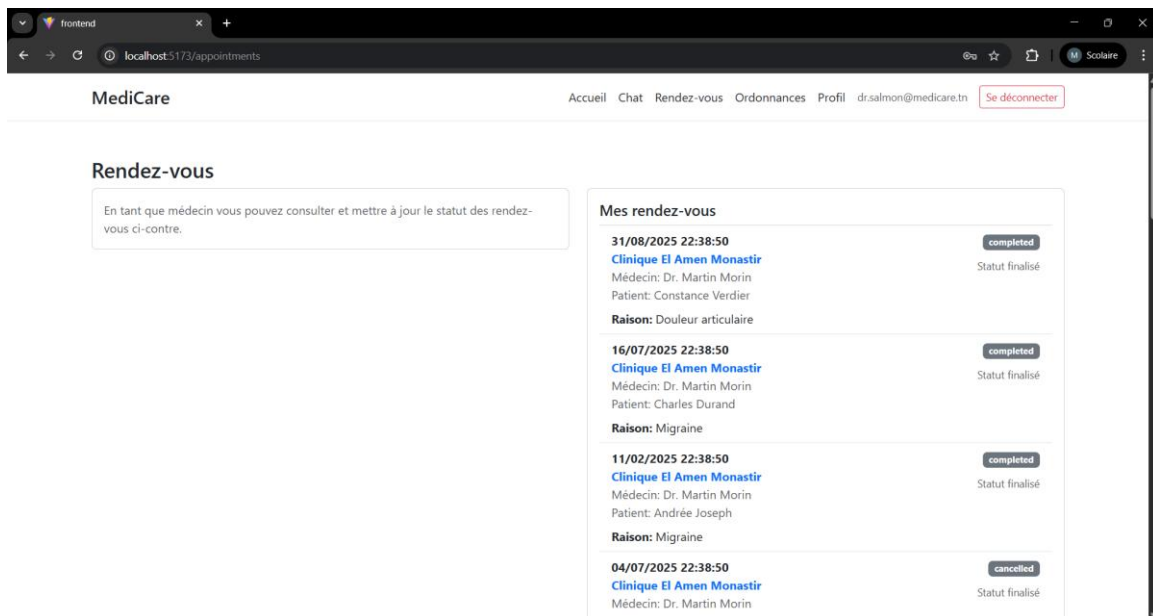 frontend
localhost:5173/appointments
M Scolaire
MediCare
Accueil Chat Rendez-vous Ordonnances Profil dr.salmon@medicare.tn Se déconnecter
Rendez-vous
En tant que médecin vous pouvez consulter et mettre à jour le statut des rendez-
vous ci-contre.
Mes rendez-vous
31/08/2025 22:38:50 completed
Clinique El Amen Monastir
Statut finalisé
Médecin: Dr. Martin Morin
Patient: Constance Verdier
Raison: Douleur articulaire
16/07/2025 22:38:50 completed
Clinique El Amen Monastir
Statut finalisé
Médecin: Dr. Martin Morin
Patient: Charles Durand
Raison: Migraine
11/02/2025 22:38:50 completed
Clinique El Amen Monastir
Statut finalisé
Médecin: Dr. Martin Morin
Patient: Andrée Joseph
Raison: Migraine
04/07/2025 22:38:50 cancelled
Clinique El Amen Monastir
Statut finalisé
Médecin: Dr. Martin Morin